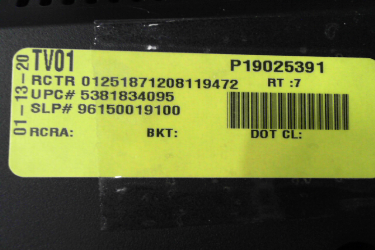 01-13-20
TV01 P19025391
RCTR 01251871208119472 RT :7
UPC# 5381834095
SLP# 96150019100
RCRA: BKT: DOT CL: